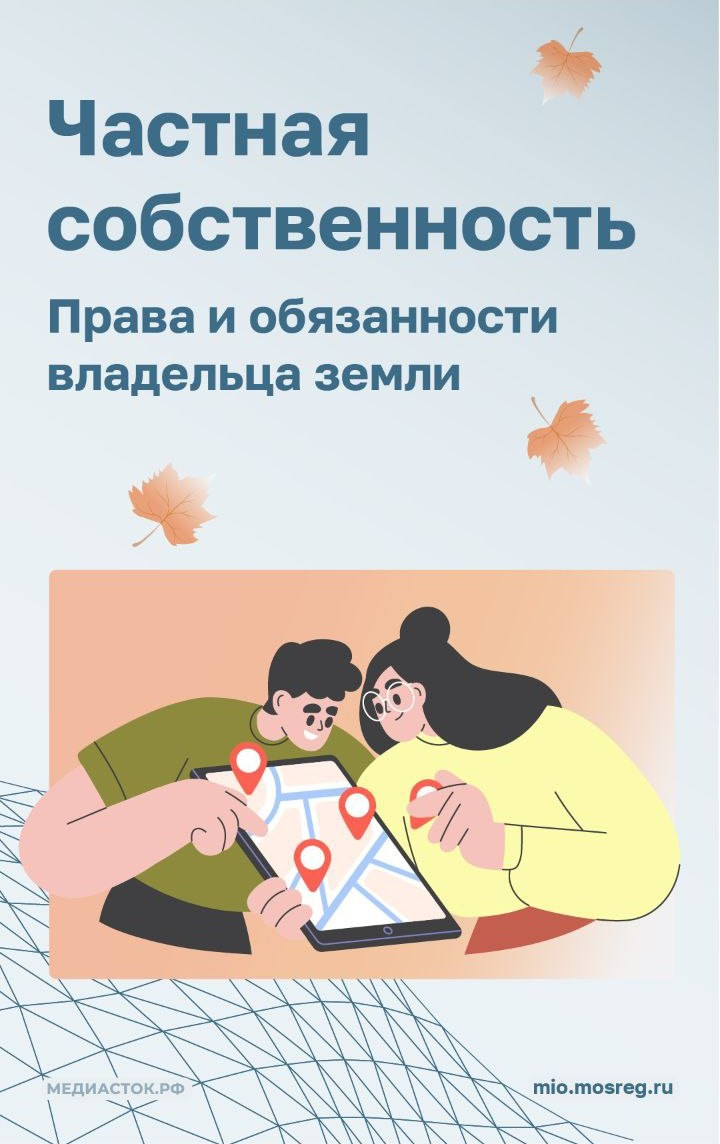 Частная
собственность
Права и обязанности
владельца земли
МЕДИАСТОК.РФ
mio.mosreg.ru